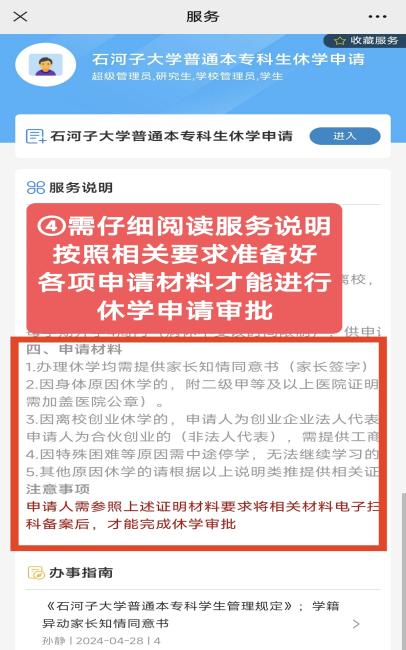 服务
收藏服务
石河子大学普通本专科生休学申请
超级管理员,研究生,学校管理员,学生
石河子大学普通本专科生休学申请
进入
服务说明
④需仔细阅读服务说明
按照相关要求准备好
各项申请材料才能进行
休学申请审批
离校，
供申请
四、申请材料
1.办理休学均需提供家长知情同意书（家长签字）
2.因身体原因休学的，附二级甲等及以上医院证明
需加盖医院公章）。
3.因离校创业休学的，申请人为创业企业法人代表
申请人为合伙创业的（非法人代表），需提供工商
4.因特殊困难等原因需中途停学，无法继续学习的
5.其他原因休学的请根据以上说明类推提供相关证
注意事项
申请人需参照上述证明材料要求将相关材料电子扫
科备案后，才能完成休学审批
办事指南
《石河子大学普通本专科学生管理规定》；学籍
异动家长知情同意书
孙静 | 2024-04-28 | 4